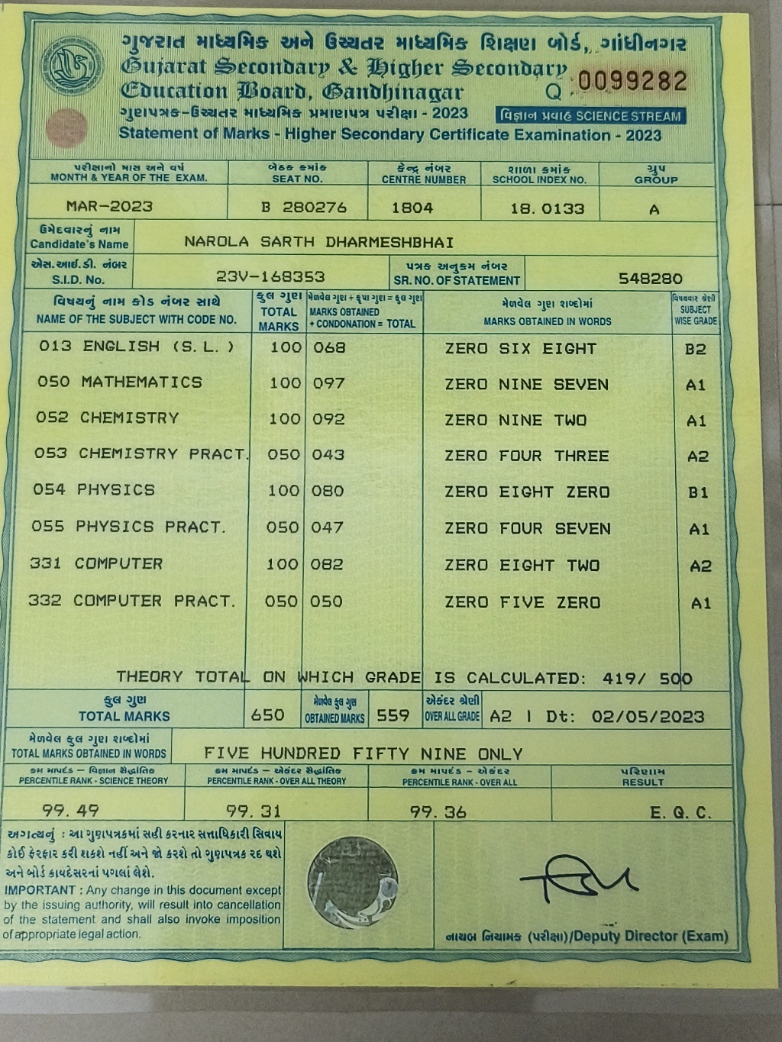 ગુજરાત માધ્યમિક અને ઉચ્ચતર માધ્યમિક શિક્ષણ બોર્ડ, ગાંધીનગર
Gujarat Secondary & Higher Secondary
Education Board, Gandhinagar
Q 0099282
ગુણપત્રક-ઉચ્ચતર માધ્યમિક પ્રમાણપત્ર પરીક્ષા - 2023
વિજ્ઞાન પ્રવાહ SCIENCE STREAM
Statement of Marks - Higher Secondary Certificate Examination - 2023
પરીક્ષાનો માસ અને વર્ષ બેઠક ક્રમાંક કેન્દ્ર નંબર શાળા ક્રમાંક ગ્રુપ
MONTH & YEAR OF THE EXAM. SEAT NO. CENTRE NUMBER SCHOOL INDEX NO. GROUP
MAR-2023 B 280276 1804 18.0133 A
ઉમેદવારનું નામ
Candidate's Name NAROLA SARTH DHARMESHBHAI
એસ.આઈ.ડી. નંબર પત્રક અનુક્રમ નંબર
S.I.D. No. 23V-168353 SR. NO. OF STATEMENT 548280
વિષયનું નામ કોડ નંબર સાથે કુલ ગુણ મેળવેલ ગુણ + કૃપા ગુણ = કુલ ગુણ મેળવેલ ગુણ શબ્દોમાં વિષયવાર શ્રેણી
NAME OF THE SUBJECT WITH CODE NO. TOTAL MARKS MARKS OBTAINED + CONDONATION = TOTAL MARKS OBTAINED IN WORDS SUBJECT WISE GRADE
013 ENGLISH (S.L.) 100 068 ZERO SIX EIGHT B2
050 MATHEMATICS 100 097 ZERO NINE SEVEN A1
052 CHEMISTRY 100 092 ZERO NINE TWO A1
053 CHEMISTRY PRACT. 050 043 ZERO FOUR THREE A2
054 PHYSICS 100 080 ZERO EIGHT ZERO B1
055 PHYSICS PRACT. 050 047 ZERO FOUR SEVEN A1
331 COMPUTER 100 082 ZERO EIGHT TWO A2
332 COMPUTER PRACT. 050 050 ZERO FIVE ZERO A1
THEORY TOTAL ON WHICH GRADE IS CALCULATED: 419/ 500
કુલ ગુણ મેળવેલ કુલ ગુણ એકંદર શ્રેણી
TOTAL MARKS 650 OBTAINED MARKS 559 OVER ALL GRADE A2 | Dt: 02/05/2023
મેળવેલ કુલ ગુણ શબ્દોમાં
TOTAL MARKS OBTAINED IN WORDS FIVE HUNDRED FIFTY NINE ONLY
ક્રમ માપદંડ – વિજ્ઞાન સૈદ્ધાંતિક ક્રમ માપદંડ – એકંદર સૈદ્ધાંતિક ક્રમ માપદંડ – એકંદર પરિણામ
PERCENTILE RANK - SCIENCE THEORY PERCENTILE RANK - OVER ALL THEORY PERCENTILE RANK - OVER ALL RESULT
99.49 99.31 99.36 E.Q.C.
અગત્યનું : આ ગુણપત્રકમાં સહી કરનાર સત્તાધિકારી સિવાય
કોઈ ફેરફાર કરી શકશે નહીં અને જો કરશે તો ગુણપત્રક રદ થશે
અને બોર્ડ કાયદેસરનાં પગલાં લેશે.
IMPORTANT : Any change in this document except
by the issuing authority, will result into cancellation
of the statement and shall also invoke imposition
of appropriate legal action.
નાયબ નિયામક (પરીક્ષા)/Deputy Director (Exam)